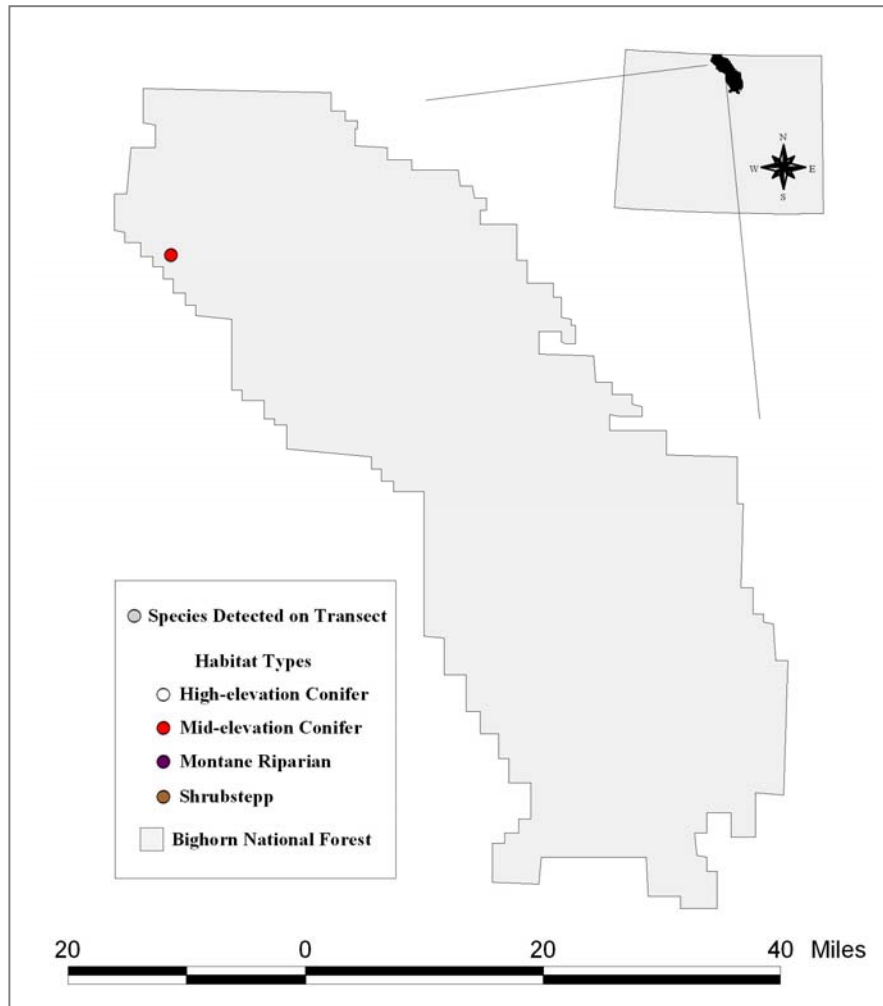 N
W E
S
Species Detected on Transect
Habitat Types
High-elevation Conifer
Mid-elevation Conifer
Montane Riparian
Shrubstepp
Bighorn National Forest
20 0 20 40 Miles